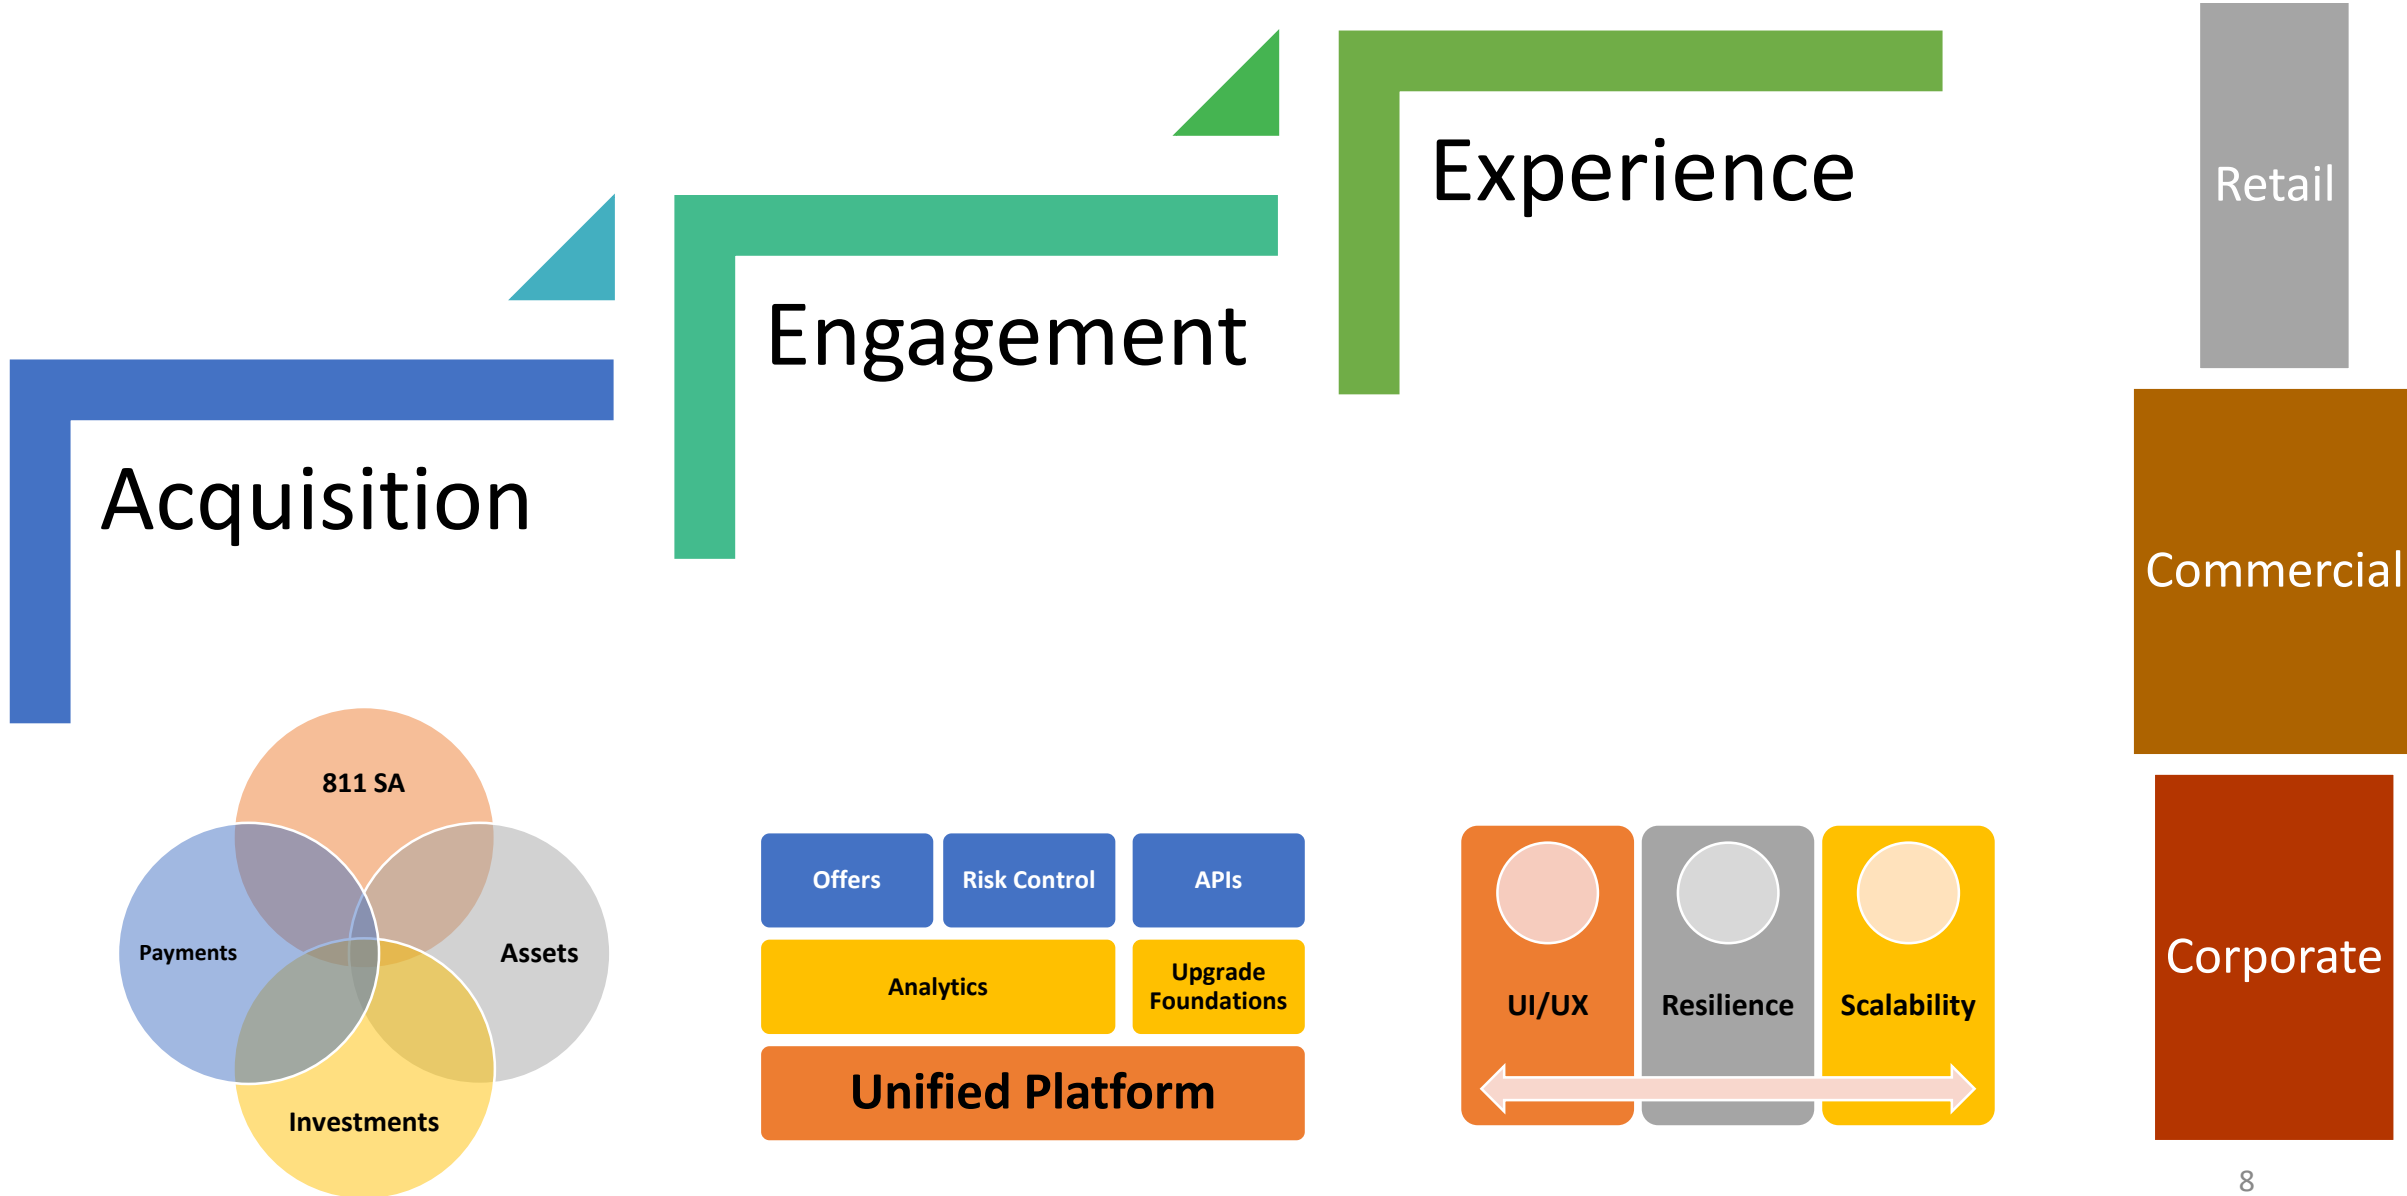 Acquisition
Engagement
Experience
811 SA
Payments
Assets
Investments
Offers
Risk Control
APIs
Analytics
Upgrade
Foundations
Unified Platform
UI/UX
Resilience
Scalability
Retail
Commercial
Corporate
8